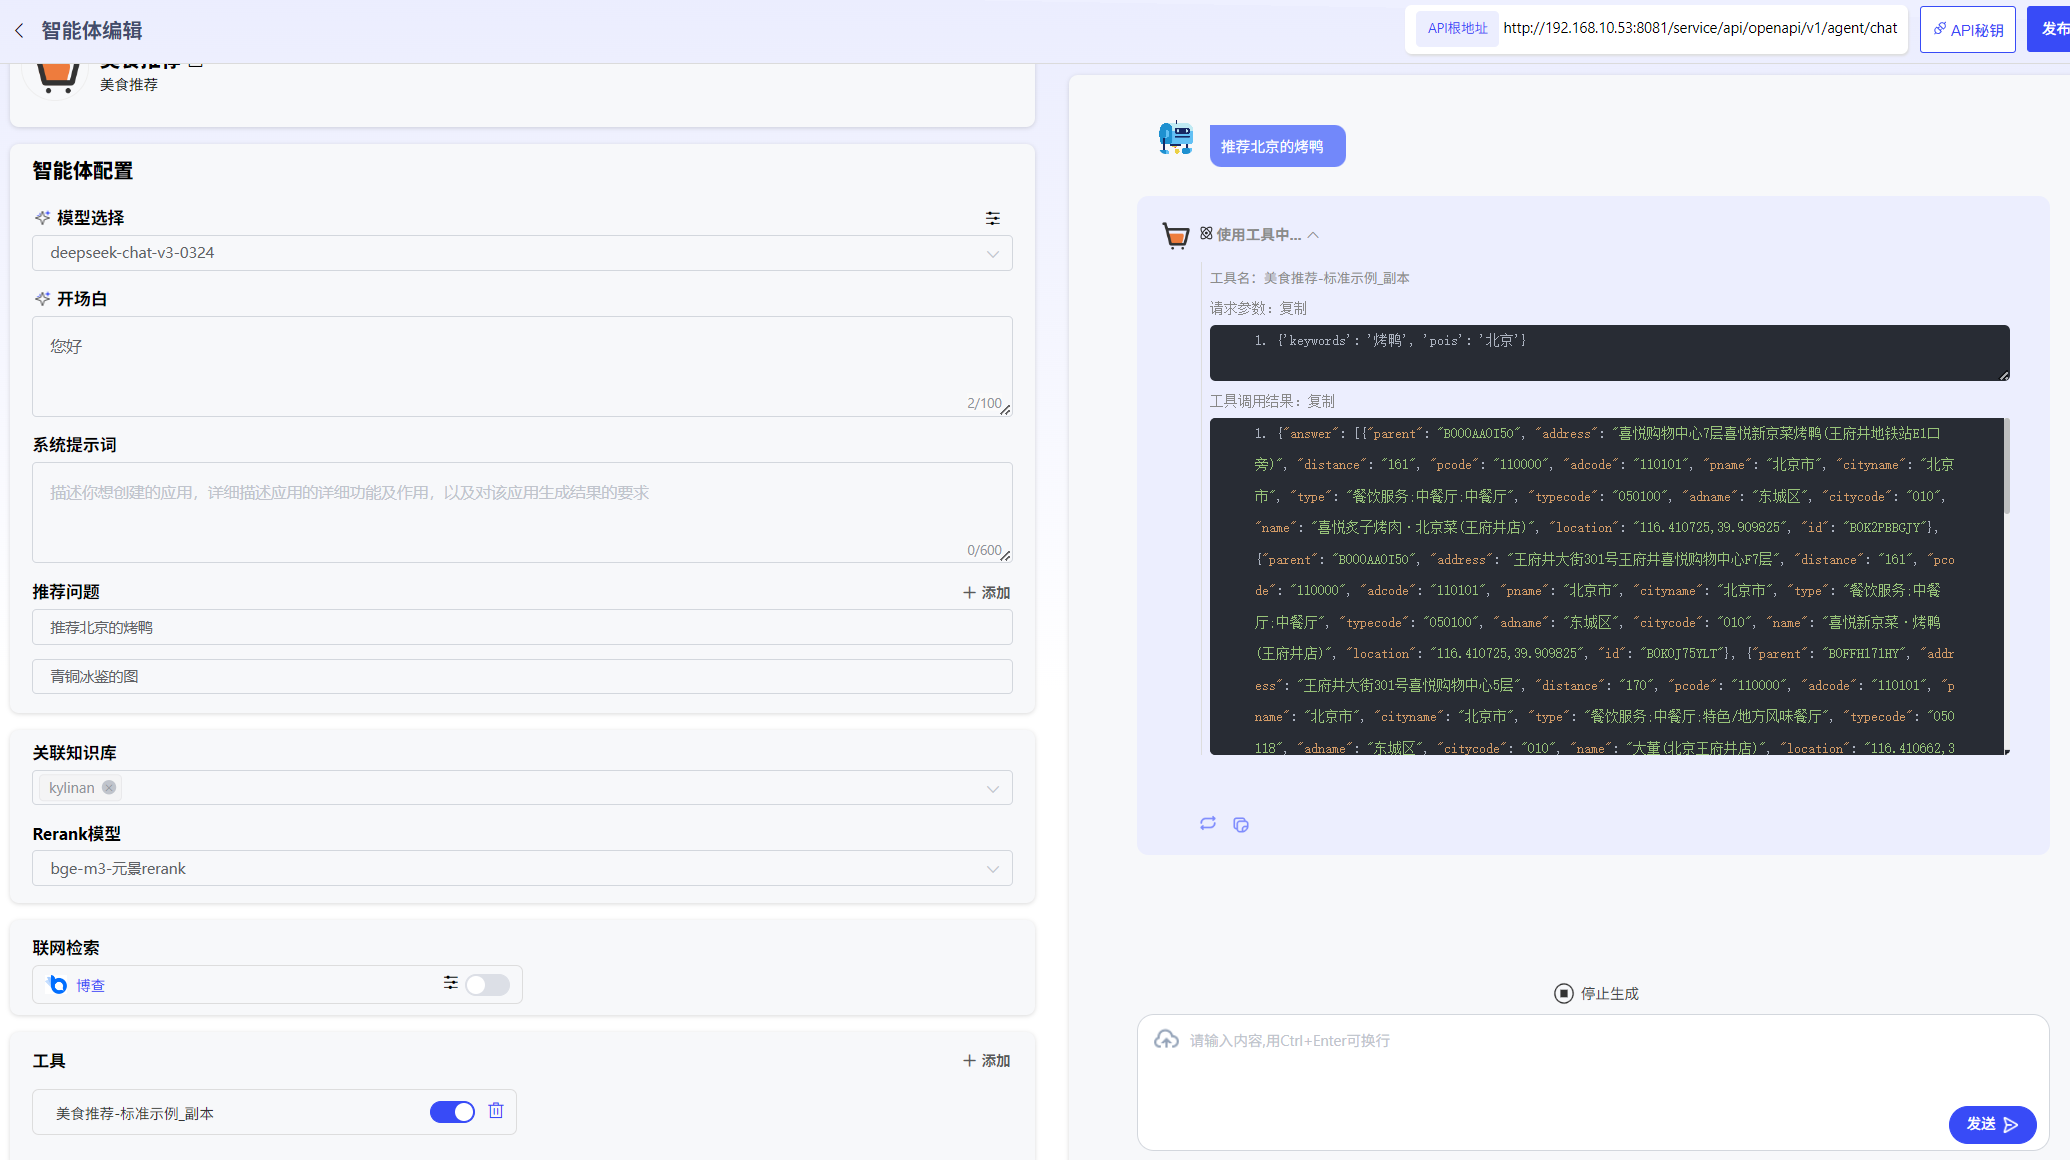 智能体编辑
API根地址 http://192.168.10.53:8081/service/api/openapi/v1/agent/chat
API秘钥
发布
美食推荐
美食推荐
智能体配置
模型选择
deepseek-chat-v3-0324
开场白
您好
2/100
系统提示词
描述你想创建的应用，详细描述应用的详细功能及作用，以及对该应用生成结果的要求
0/600
推荐问题
添加
推荐北京的烤鸭
青铜冰鉴的图
关联知识库
kylinan
Rerank模型
bge-m3-元景rerank
联网检索
博查
工具
添加
美食推荐-标准示例_副本
推荐北京的烤鸭
使用工具中...
工具名：美食推荐-标准示例_副本
请求参数：复制
1. {'keywords': '烤鸭', 'pois': '北京'}
工具调用结果：复制
1. {"answer": [{"parent": "B000AA0I50", "address": "喜悦购物中心7层喜悦新京菜烤鸭(王府井地铁站E1口
旁)", "distance": "161", "pcode": "110000", "adcode": "110101", "pname": "北京市", "cityname": "北京
市", "type": "餐饮服务;中餐厅;中餐厅", "typecode": "050100", "adname": "东城区", "citycode": "010",
"name": "喜悦炙子烤肉·北京菜(王府井店)", "location": "116.410725,39.909825", "id": "B0K2PBBGJY"},
{"parent": "B000AA0I50", "address": "王府井大街301号王府井喜悦购物中心F7层", "distance": "161", "pco
de": "110000", "adcode": "110101", "pname": "北京市", "cityname": "北京市", "type": "餐饮服务;中餐
厅;中餐厅", "typecode": "050100", "adname": "东城区", "citycode": "010", "name": "喜悦新京菜·烤鸭
(王府井店)", "location": "116.410725,39.909825", "id": "B0K0J75YLT"}, {"parent": "B0FFH171HY", "addr
ess": "王府井大街301号喜悦购物中心5层", "distance": "170", "pcode": "110000", "adcode": "110101", "p
name": "北京市", "cityname": "北京市", "type": "餐饮服务;中餐厅;特色/地方风味餐厅", "typecode": "050
118", "adname": "东城区", "citycode": "010", "name": "大董(北京王府井店)", "location": "116.410662,3
停止生成
请输入内容,用Ctrl+Enter可换行
发送